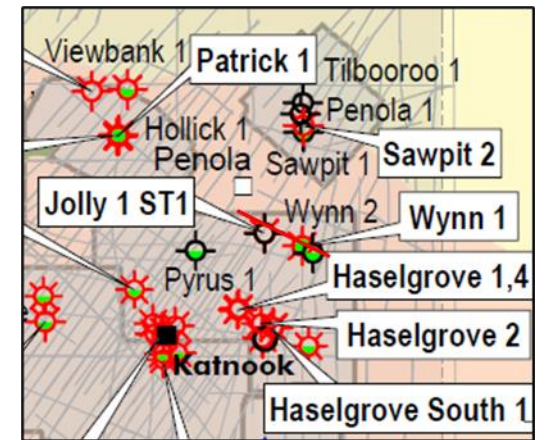 Viewbank 1
Patrick 1
Tilbooroo 1
Penola 1
Hollick 1
Penola
Sawpit 1
Sawpit 2
Jolly 1 ST1
Wynn 2
Wynn 1
Pyrus 1
Haselgrove 1,4
Haselgrove 2
Katnook
Haselgrove South 1